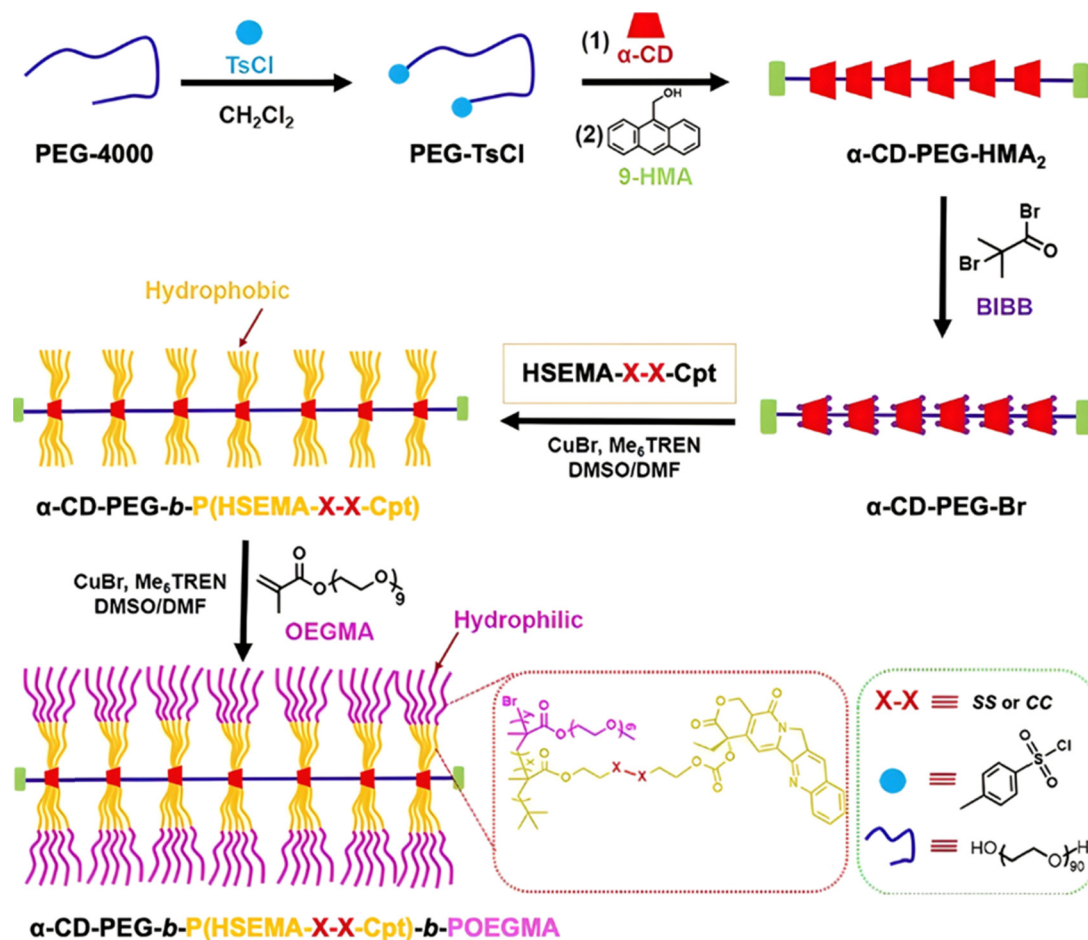 TsCl
CH2Cl2
PEG-4000
PEG-TsCl
(1)
α-CD
OH
(2)
9-HMA
α-CD-PEG-HMA2
Br
O
Br
BIBB
Hydrophobic
HSEMA-X-X-Cpt
CuBr, Me6TREN
DMSO/DMF
α-CD-PEG-b-P(HSEMA-X-X-Cpt)
α-CD-PEG-Br
CuBr, Me6TREN
DMSO/DMF
O
O
O
9
OEGMA
Hydrophilic
Br
y
O
O
O
9
x
O
O
X
X
O
O
O
O
O
O
N
N
X-X
SS or CC
Cl
O
S
O
HO
O
H
90
α-CD-PEG-b-P(HSEMA-X-X-Cpt)-b-POEGMA